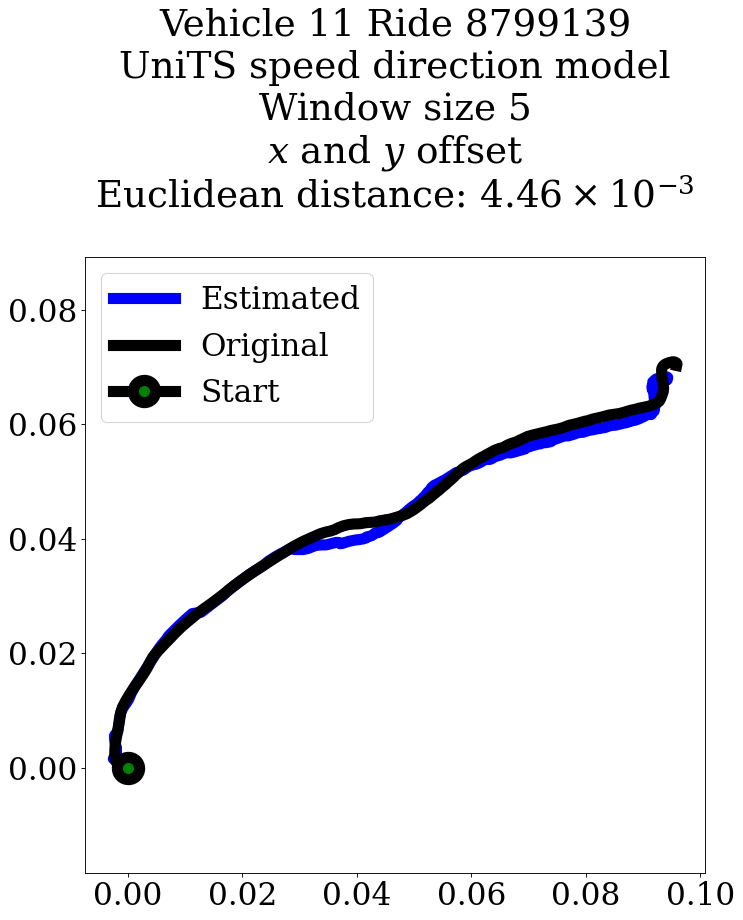 Vehicle 11 Ride 8799139
UniTS speed direction model
Window size 5
x and y offset
Euclidean distance: 4.46 × 10⁻³
Estimated
Original
Start
0.08
0.06
0.04
0.02
0.00
0.00 0.02 0.04 0.06 0.08 0.10